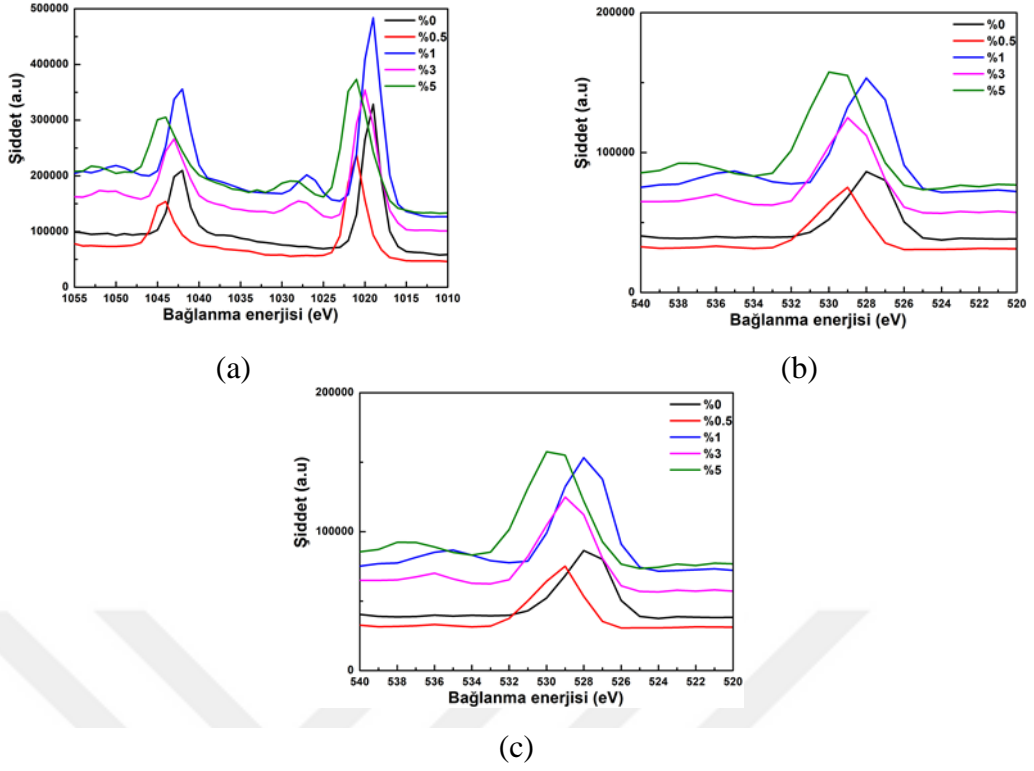 500000
400000
300000
200000
100000
0
Şiddet (a.u)
%0
%0.5
%1
%3
%5
1055 1050 1045 1040 1035 1030 1025 1020 1015 1010
Bağlanma enerjisi (eV)
(a)
200000
100000
0
Şiddet (a.u)
%0
%0.5
%1
%3
%5
540 538 536 534 532 530 528 526 524 522 520
Bağlanma enerjisi (eV)
(b)
200000
100000
0
Şiddet (a.u)
%0
%0.5
%1
%3
%5
540 538 536 534 532 530 528 526 524 522 520
Bağlanma enerjisi (eV)
(c)